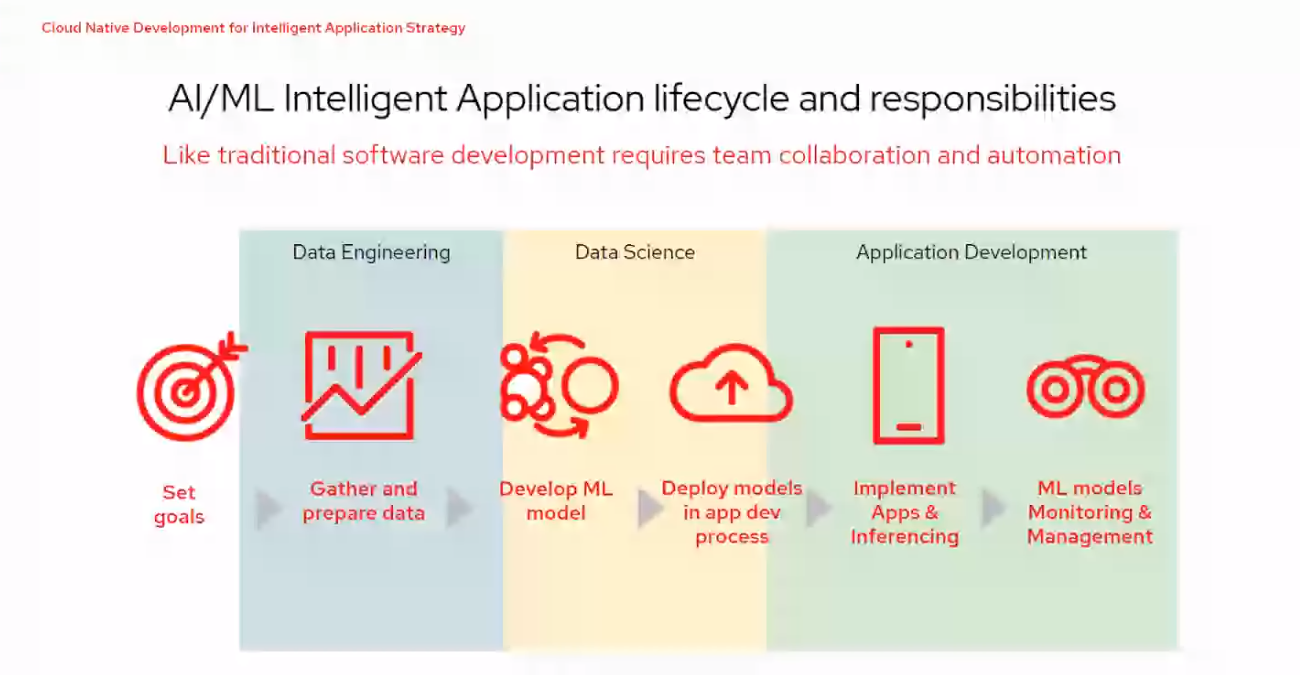 Cloud Native Development for Intelligent Application Strategy
AI/ML Intelligent Application lifecycle and responsibilities
Like traditional software development requires team collaboration and automation
Data Engineering
Data Science
Application Development
Set
goals
Gather and
prepare data
Develop ML
model
Deploy models
in app dev
process
Implement
Apps &
Inferencing
ML models
Monitoring &
Management